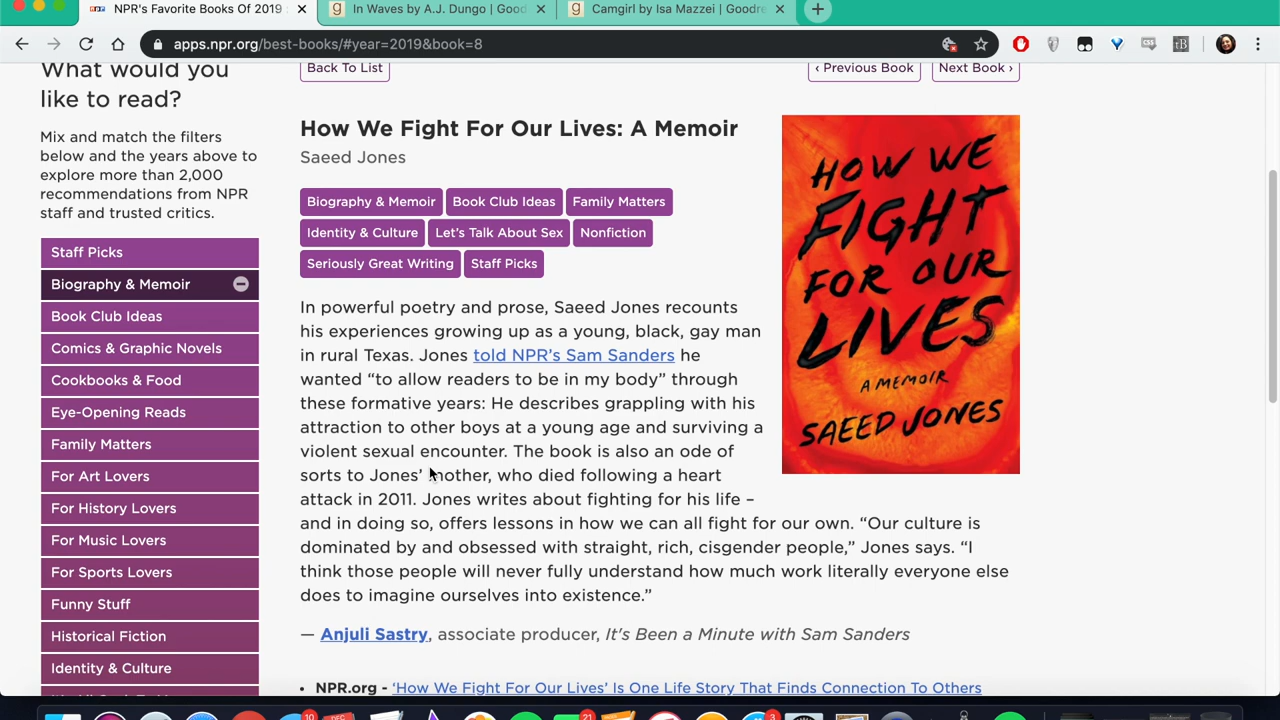 NPR's Favorite Books Of 2019
In Waves by A.J. Dungo | Good
Camgirl by Isa Mazzei | Goodre
apps.npr.org/best-books/#year=2019&book=8
What would you
like to read?
Mix and match the filters
below and the years above to
explore more than 2,000
recommendations from NPR
staff and trusted critics.
Staff Picks
Biography & Memoir
Book Club Ideas
Comics & Graphic Novels
Cookbooks & Food
Eye-Opening Reads
Family Matters
For Art Lovers
For History Lovers
For Music Lovers
For Sports Lovers
Funny Stuff
Historical Fiction
Identity & Culture
Back To List
‹ Previous Book
Next Book ›
How We Fight For Our Lives: A Memoir
Saeed Jones
Biography & Memoir Book Club Ideas Family Matters
Identity & Culture Let's Talk About Sex Nonfiction
Seriously Great Writing Staff Picks
In powerful poetry and prose, Saeed Jones recounts
his experiences growing up as a young, black, gay man
in rural Texas. Jones told NPR's Sam Sanders he
wanted “to allow readers to be in my body” through
these formative years: He describes grappling with his
attraction to other boys at a young age and surviving a
violent sexual encounter. The book is also an ode of
sorts to Jones’ mother, who died following a heart
attack in 2011. Jones writes about fighting for his life –
and in doing so, offers lessons in how we can all fight for our own. “Our culture is
dominated by and obsessed with straight, rich, cisgender people,” Jones says. “I
think those people will never fully understand how much work literally everyone else
does to imagine ourselves into existence.”
— Anjuli Sastry, associate producer, It's Been a Minute with Sam Sanders
• NPR.org - ‘How We Fight For Our Lives’ Is One Life Story That Finds Connection To Others
HOW WE
FIGHT
FOR OUR
LIVES
A MEMOIR
SAEED JONES
10
DEC
21
3